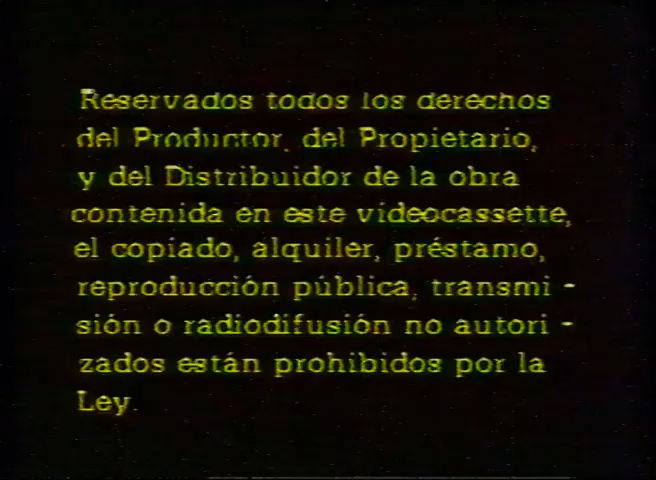 Reservados todos los derechos
del Productor, del Propietario,
y del Distribuidor de la obra
contenida en este videocassette,
el copiado, alquiler, préstamo,
reproducción pública, transmi -
sión o radiodifusión no autori -
zados están prohibidos por la
Ley.